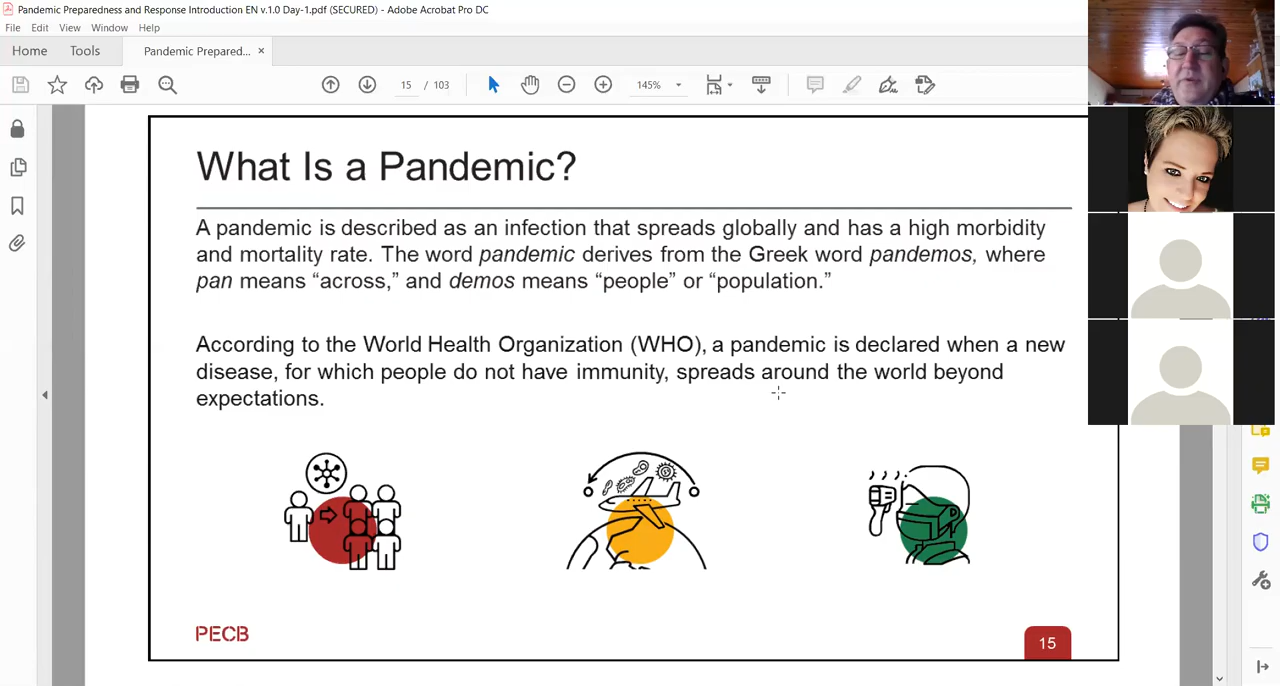 Pandemic Preparedness and Response Introduction EN v.1.0 Day-1.pdf (SECURED) - Adobe Acrobat Pro DC
File Edit View Window Help
Home Tools Pandemic Prepared... ×
15 / 103 145%
What Is a Pandemic?
A pandemic is described as an infection that spreads globally and has a high morbidity
and mortality rate. The word pandemic derives from the Greek word pandemos, where
pan means “across,” and demos means “people” or “population.”
According to the World Health Organization (WHO), a pandemic is declared when a new
disease, for which people do not have immunity, spreads around the world beyond
expectations.
PECB
15